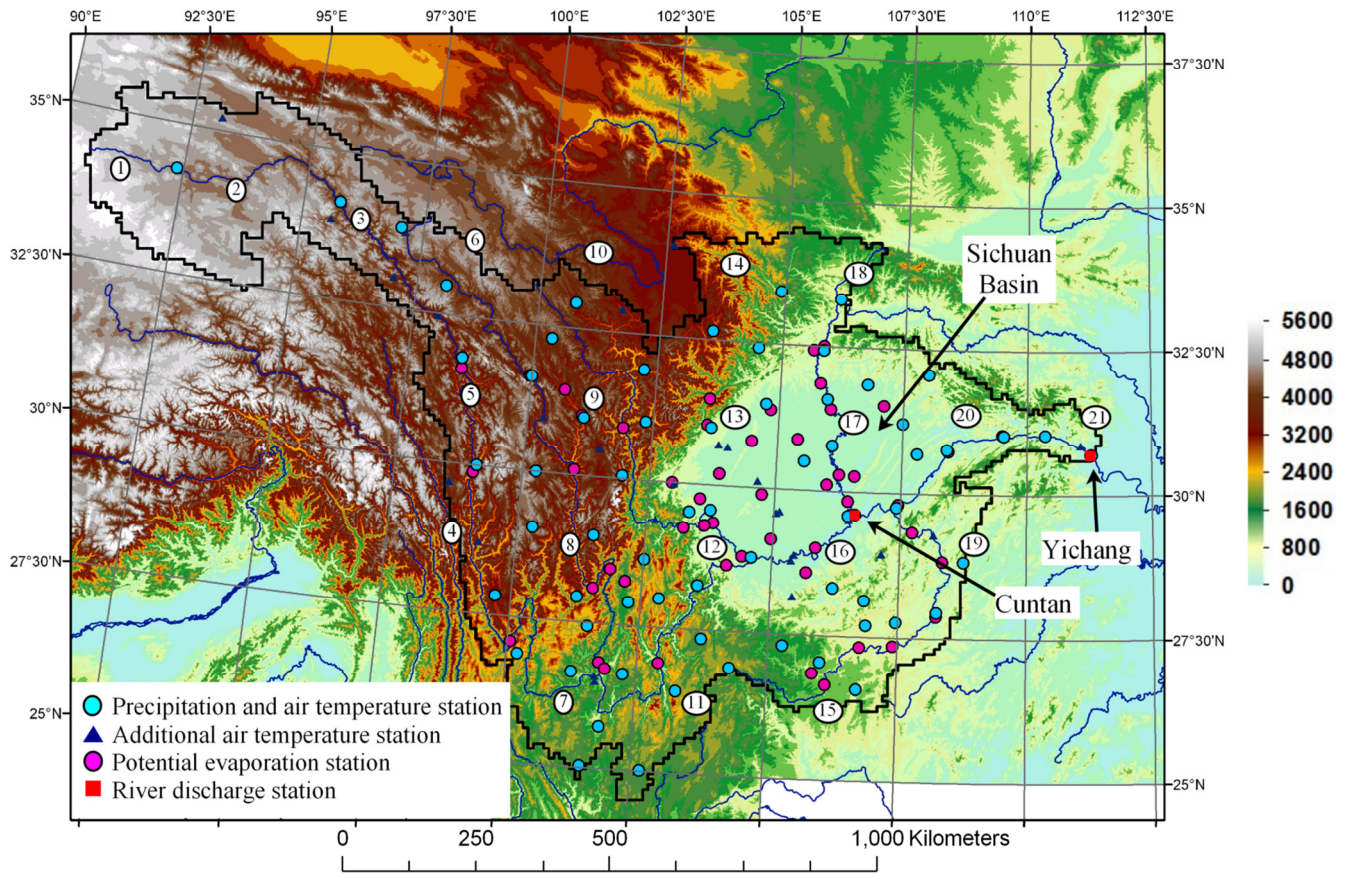 90°E 92°30'E 95°E 97°30'E 100°E 102°30'E 105°E 107°30'E 110°E 112°30'E
37°30'N
35°N
1
2
3
6
10
14
18
35°N
Sichuan
Basin
32°30'N
5600
4800
4000
3200
2400
1600
800
0
32°30'N
5
9
13
17
20
21
30°N
30°N
4
8
12
16
19
Yichang
27°30'N
Cuntan
27°30'N
7
11
15
25°N
25°N
Precipitation and air temperature station
Additional air temperature station
Potential evaporation station
River discharge station
0 250 500 1,000 Kilometers